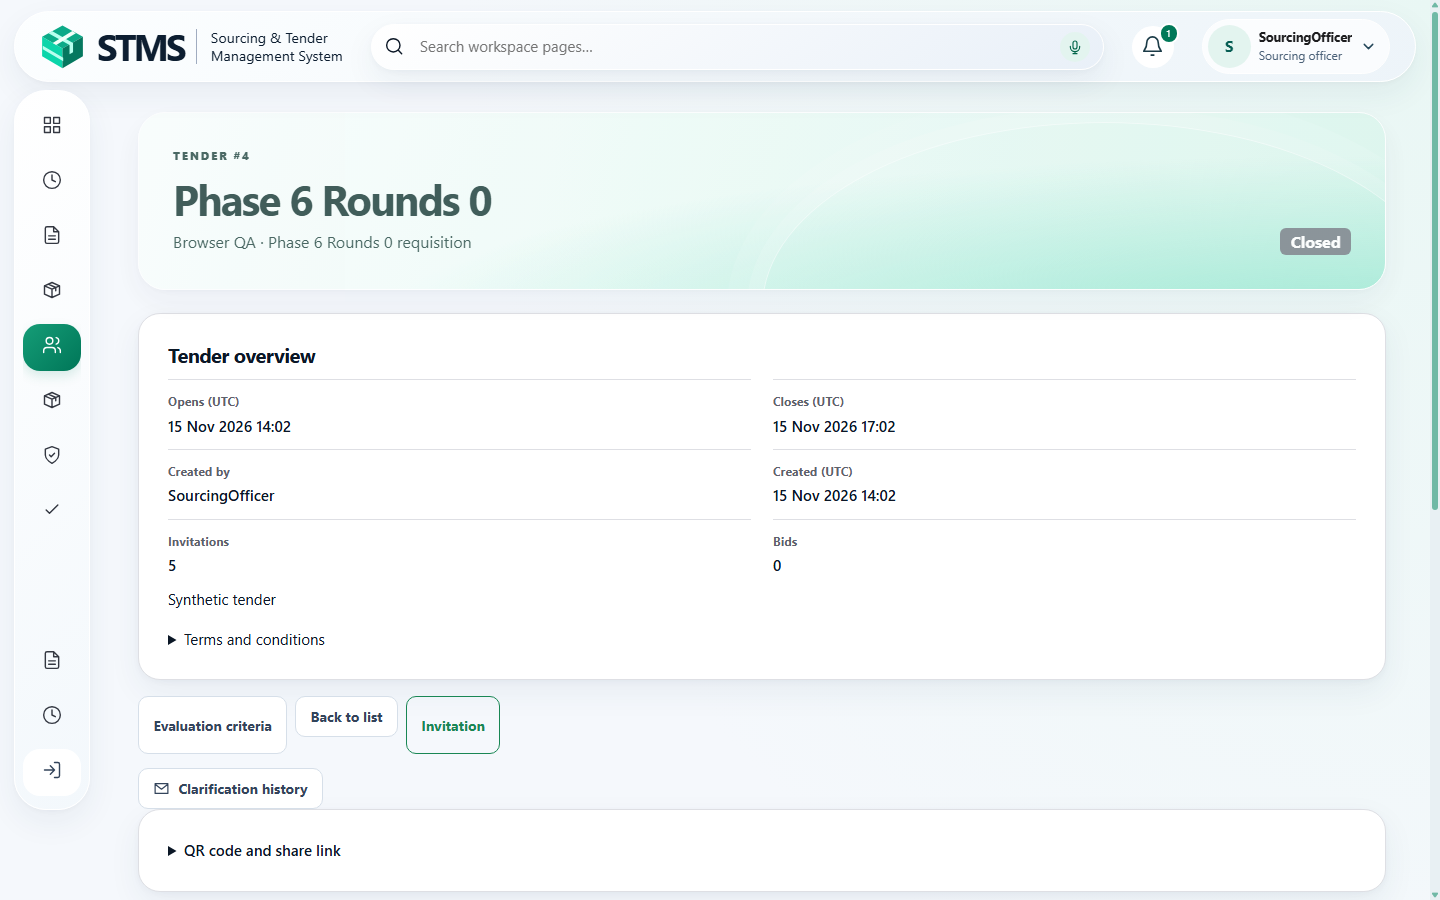 STMS
Sourcing & Tender
Management System
Search workspace pages...
1
S
SourcingOfficer
Sourcing officer
TENDER #4
Phase 6 Rounds 0
Browser QA · Phase 6 Rounds 0 requisition
Closed
Tender overview
Opens (UTC)
15 Nov 2026 14:02
Closes (UTC)
15 Nov 2026 17:02
Created by
SourcingOfficer
Created (UTC)
15 Nov 2026 14:02
Invitations
5
Bids
0
Synthetic tender
Terms and conditions
Evaluation criteria
Back to list
Invitation
Clarification history
QR code and share link